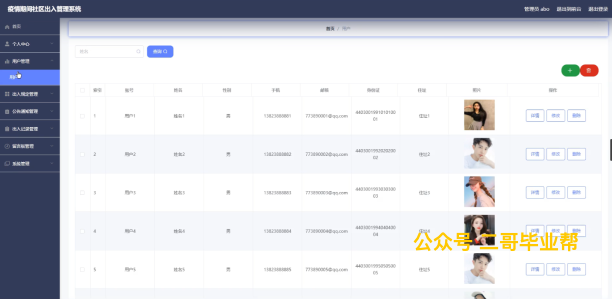 疫情期间社区出入管理系统
管理员 abo 退出到前台 退出登录
首页
个人中心
用户管理
用户
出入规定管理
公告通知管理
出入记录管理
留言板管理
系统管理
首页 / 用户
姓名 查询
+
索引 账号 姓名 性别 手机 邮箱 身份证 住址 照片 操作
1 用户1 姓名1 男 13823888881 773890001@qq.com 住址1 详情 修改 删除
2 用户2 姓名2 男 13823888882 773890002@qq.com 住址2 详情 修改 删除
3 用户3 姓名3 男 13823888883 773890003@qq.com 住址3 详情 修改 删除
4 用户4 姓名4 男 13823888884 773890004@qq.com 住址4 详情 修改 删除
公众号 二哥毕业帮
5 用户5 姓名5 男 13823888885 773890005@qq.com 住址5 详情 修改 删除